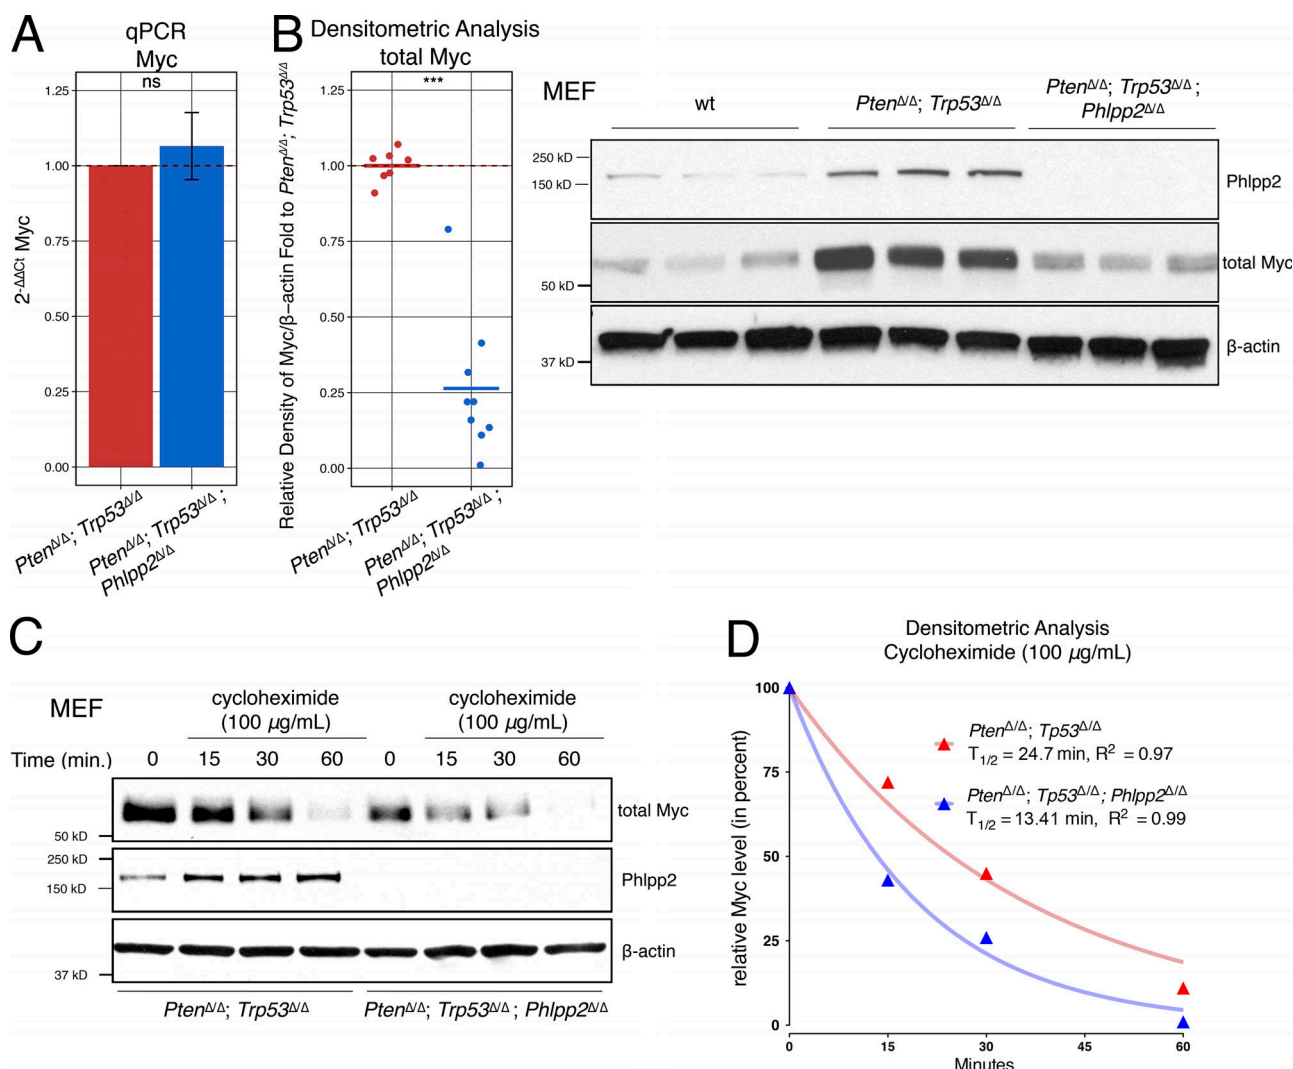 A
qPCR
Myc
ns
1.25
1.00
0.75
0.50
0.25
0.00
2-ΔΔCt Myc
PtenΔ/Δ; Trp53Δ/Δ
PtenΔ/Δ; Trp53Δ/Δ ;
Phlpp2Δ/Δ
B
Densitometric Analysis
total Myc
***
1.25
1.00
0.75
0.50
0.25
0.00
Relative Density of Myc/β−actin Fold to PtenΔ/Δ; Trp53Δ/Δ
PtenΔ/Δ; Trp53Δ/Δ
PtenΔ/Δ; Trp53Δ/Δ ;
Phlpp2Δ/Δ
MEF
wt
PtenΔ/Δ; Trp53Δ/Δ
PtenΔ/Δ; Trp53Δ/Δ ;
Phlpp2Δ/Δ
250 kD
150 kD
Phlpp2
total Myc
50 kD
β-actin
37 kD
C
MEF
cycloheximide
(100 µg/mL)
cycloheximide
(100 µg/mL)
Time (min.) 0 15 30 60 0 15 30 60
total Myc
50 kD
250 kD
150 kD
Phlpp2
β-actin
37 kD
PtenΔ/Δ; Trp53Δ/Δ
PtenΔ/Δ; Trp53Δ/Δ ; Phlpp2Δ/Δ
D
Densitometric Analysis
Cycloheximide (100 µg/mL)
relative Myc level (in percent)
100
75
50
25
0
PtenΔ/Δ; Tp53Δ/Δ
T1/2 = 24.7 min, R2 = 0.97
PtenΔ/Δ; Tp53Δ/Δ ; Phlpp2Δ/Δ
T1/2 = 13.41 min, R2 = 0.99
0 15 30 45 60
Minutes